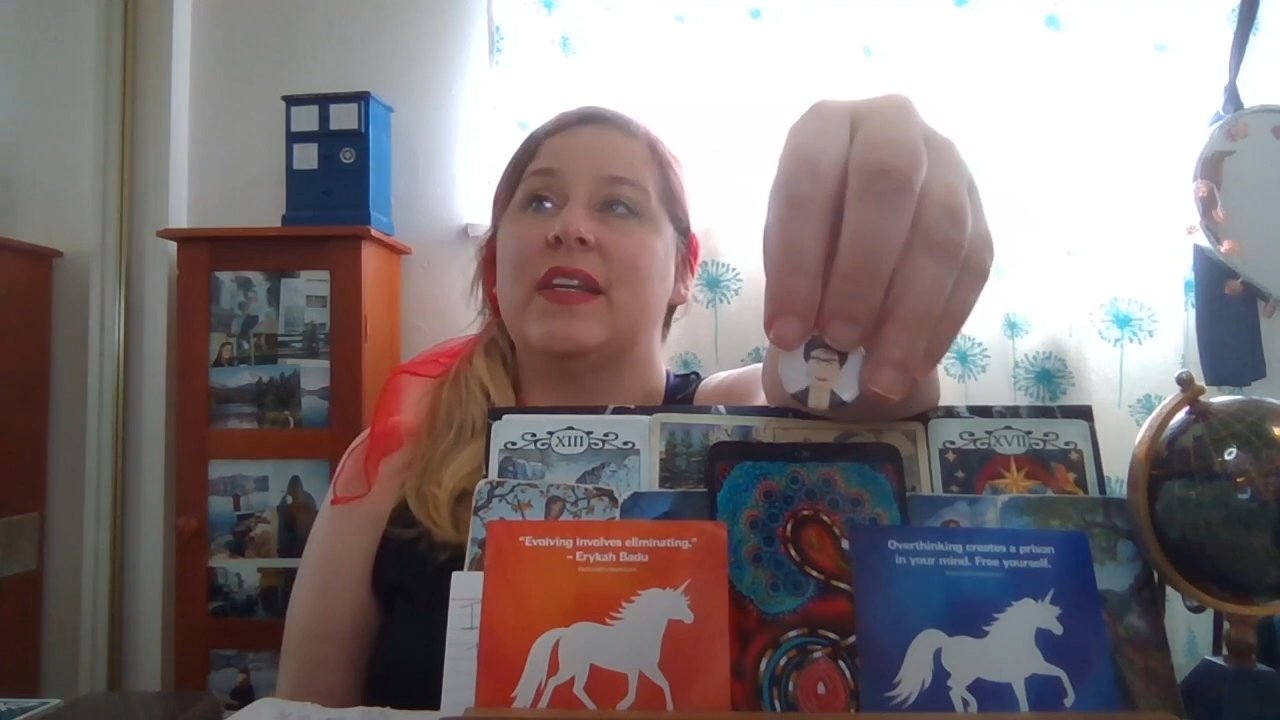 XIII
XVII
"Evolving involves eliminating."
– Erykah Badu
Overthinking creates a prison
in your mind. Free yourself.